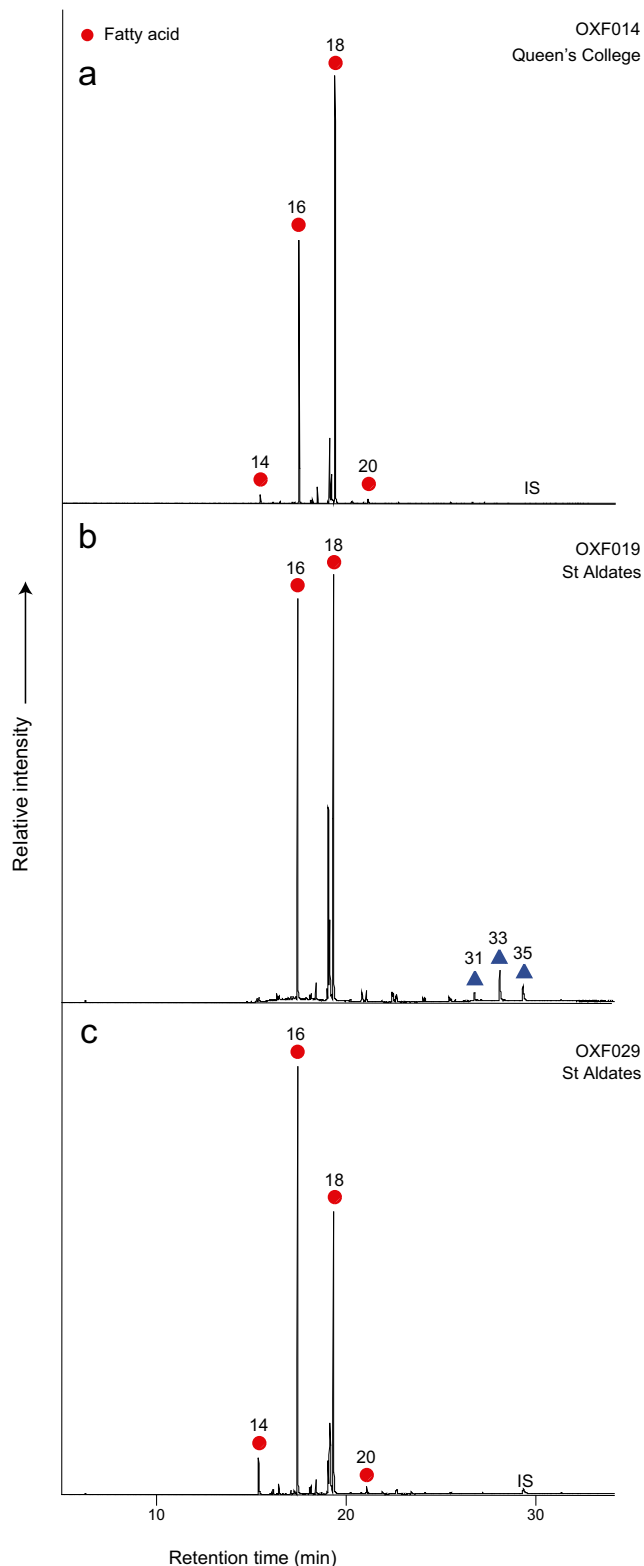 Fatty acid
OXF014
Queen's College
a
18
16
14
20
IS
b
OXF019
St Aldates
16
18
31
33
35
c
OXF029
St Aldates
16
18
14
20
IS
10
20
30
Relative intensity
Retention time (min)